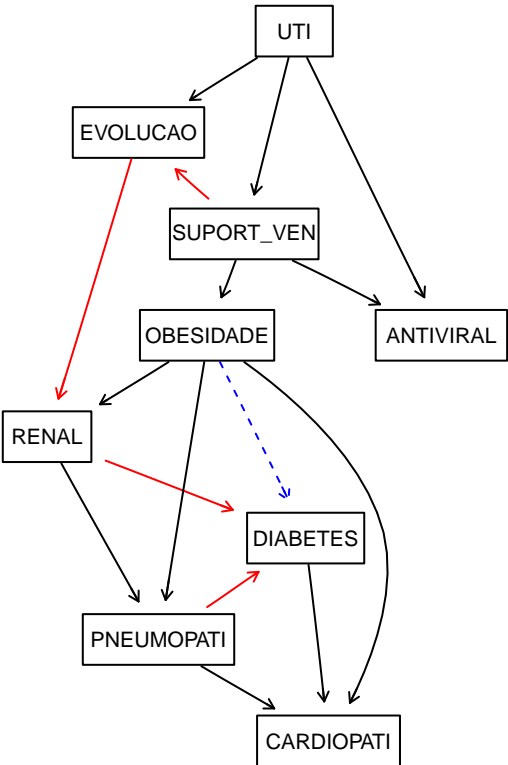 UTI
EVOLUCAO
SUPORT_VEN
OBESIDADE
ANTIVIRAL
RENAL
DIABETES
PNEUMOPATI
CARDIOPATI